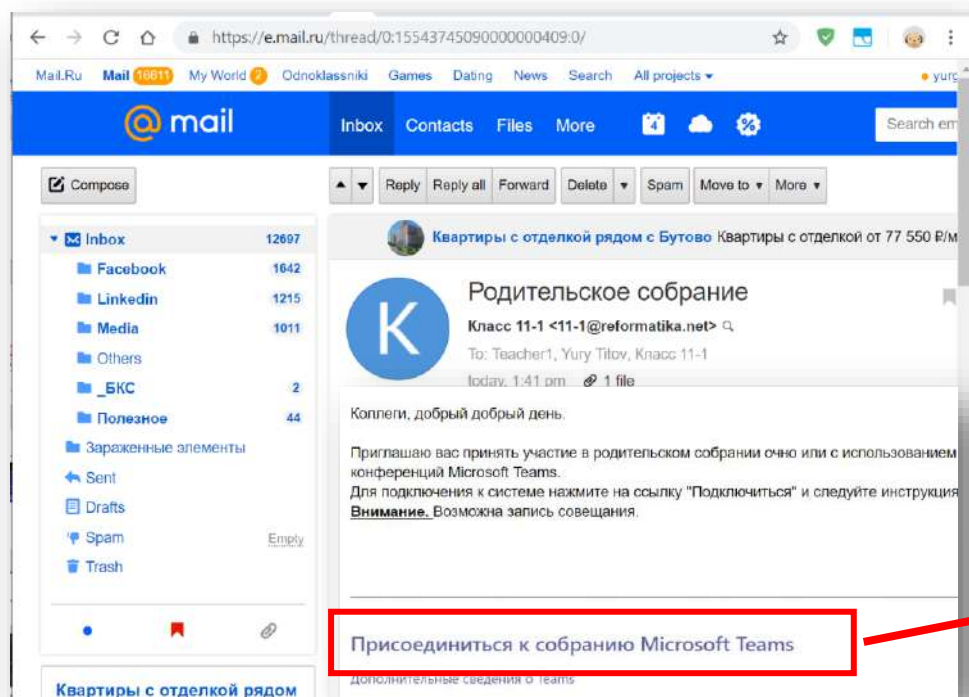 https://e.mail.ru/thread/0:15543745090000000409:0/
Mail.Ru Mail 16611 My World 2 Odnoklassniki Games Dating News Search All projects
@mail Inbox Contacts Files More 4 Search em
Compose Reply Reply all Forward Delete Spam Move to More
Inbox 12697
Facebook 1642
Linkedin 1215
Media 1011
Others
_БКС 2
Полезное 44
Зараженные элементы
Sent
Drafts
Spam Empty
Trash
Квартиры с отделкой рядом
Квартиры с отделкой рядом с Бутово Квартиры с отделкой от 77 550 ₽/м
К
Родительское собрание
Класс 11-1 <11-1@reformatika.net>
To: Teacher1, Yury Titov, Класс 11-1
today, 1:41 pm 1 file
Коллеги, добрый добрый день.
Приглашаю вас принять участие в родительском собрании очно или с использованием
конференций Microsoft Teams.
Для подключения к системе нажмите на ссылку "Подключиться" и следуйте инструкция
Внимание. Возможна запись совещания.
Присоединиться к собранию Microsoft Teams
Дополнительные сведения о Teams